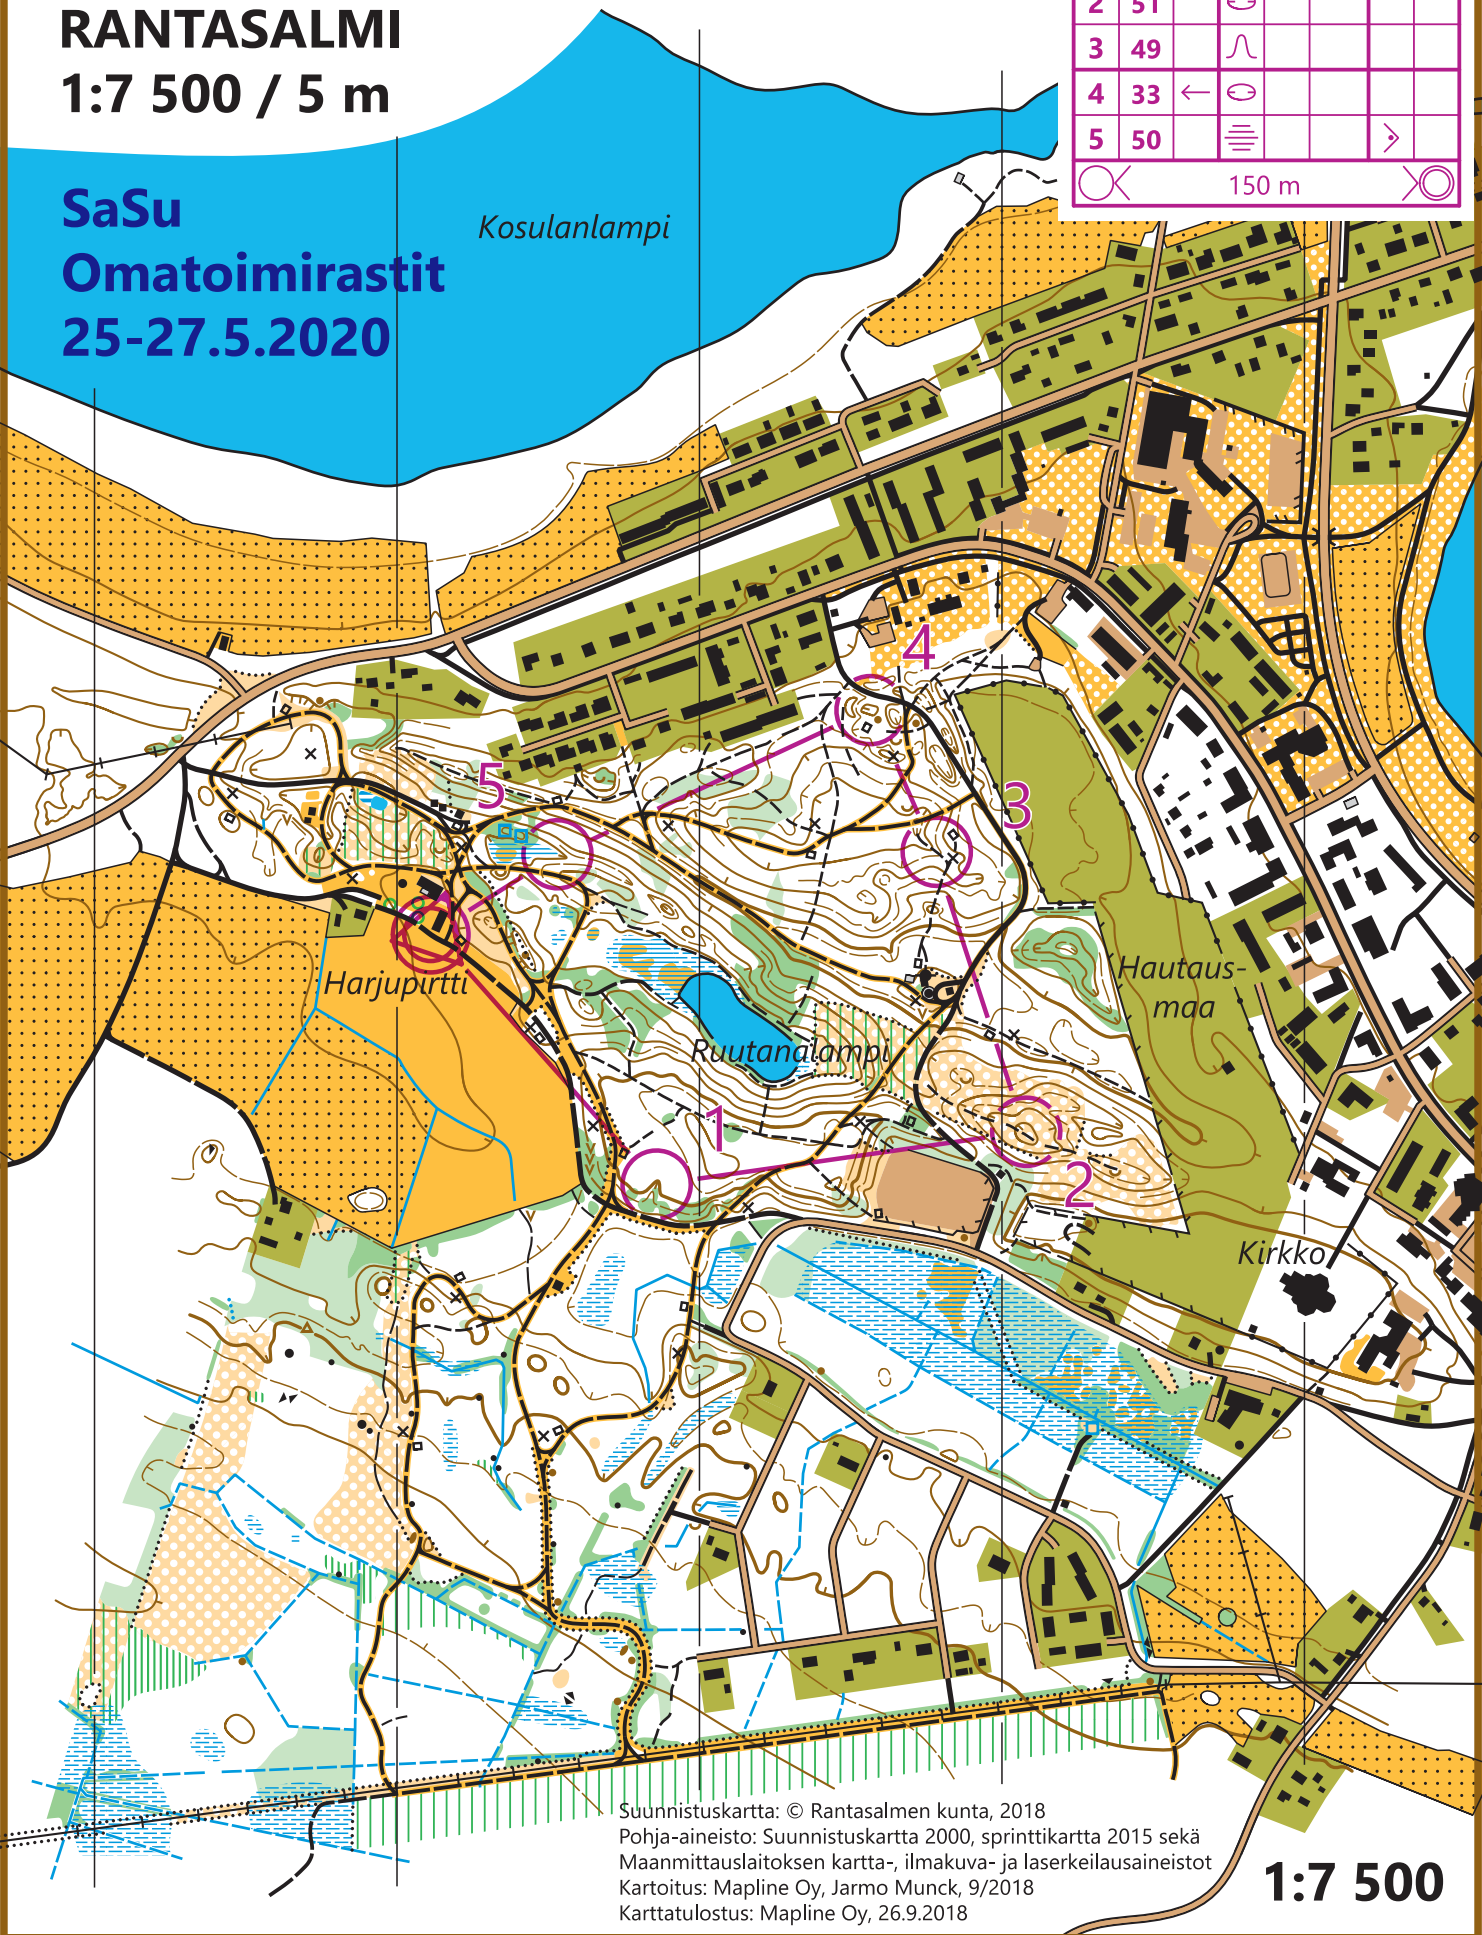 RANTASALMI
1:7 500 / 5 m
SaSu
Omatoimirastit
25-27.5.2020
2 51
3 49
4 33
5 50
150 m
Kosulanlampi
4
3
5
Harjupirtti
Hautaus-
maa
Ruutanalampi
1
2
Kirkko
Suunnistuskartta: © Rantasalmen kunta, 2018
Pohja-aineisto: Suunnistuskartta 2000, sprinttikartta 2015 sekä
Maanmittauslaitoksen kartta-, ilmakuva- ja laserkeilausaineistot
Kartoitus: Mapline Oy, Jarmo Munck, 9/2018
Karttatulostus: Mapline Oy, 26.9.2018
1:7 500